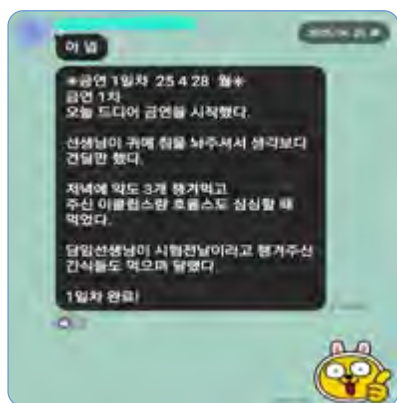 아 넵
*금연 1일차 25 4 28 월*
금연 1차
오늘 드디어 금연을 시작했다.
선생님이 귀에 침을 놔주셔서 생각보다
견딜만 했다.
저녁에 약도 3개 챙겨먹고
주신 이클립스랑 호올스도 심심할 때
먹었다.
담임선생님이 시험전날이라고 챙겨주신
간식들도 먹으며 달랬다.
1일차 완료!